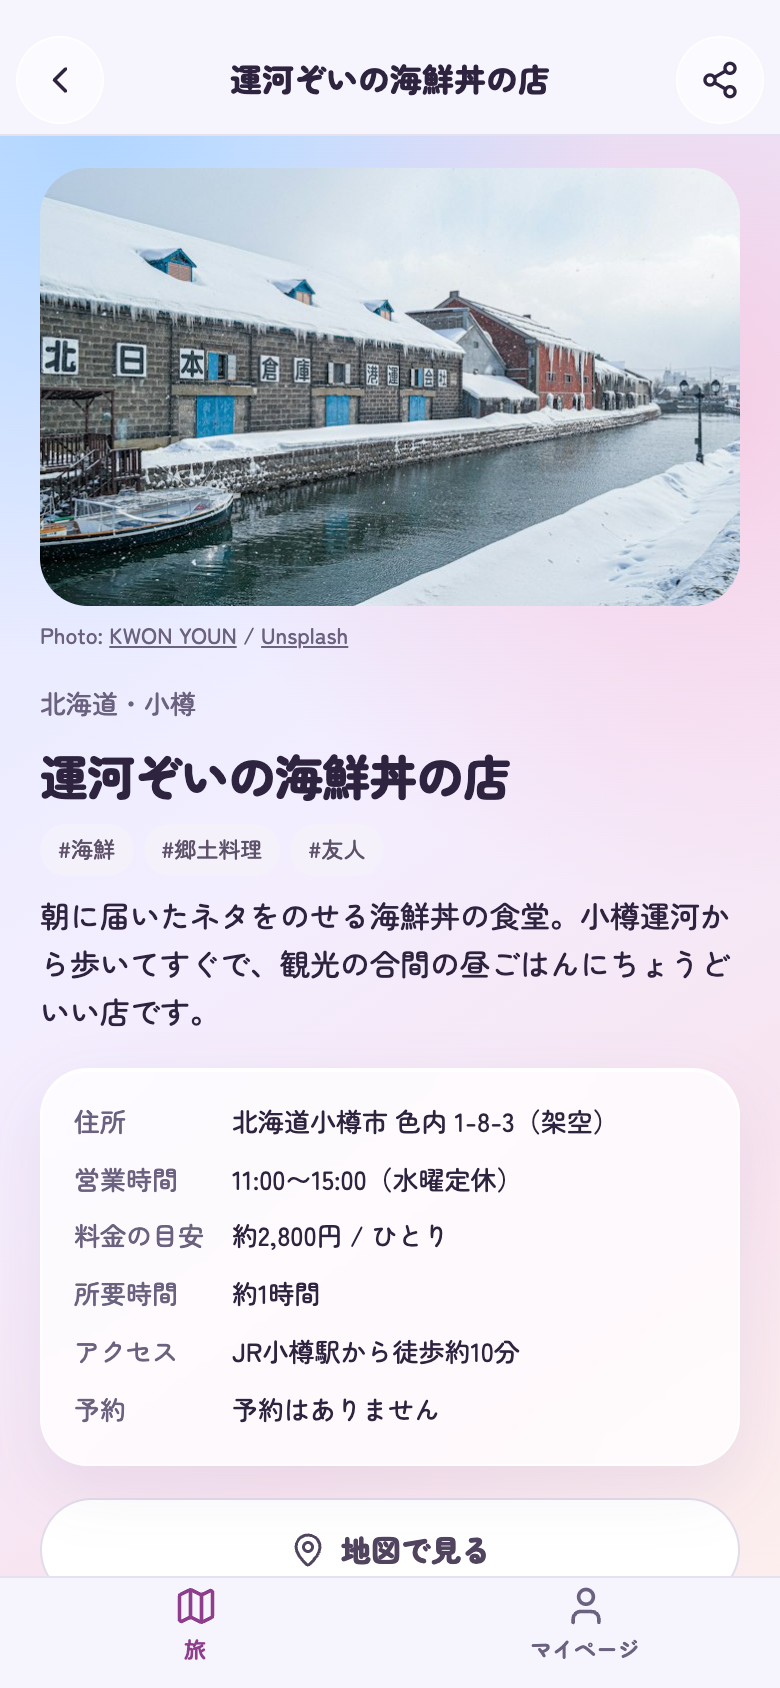 運河ぞいの海鮮丼の店
北日本倉庫港運会社
Photo: KWON YOUN / Unsplash
北海道・小樽
運河ぞいの海鮮丼の店
#海鮮 #郷土料理 #友人
朝に届いたネタをのせる海鮮丼の食堂。小樽運河か
ら歩いてすぐで、観光の合間の昼ごはんにちょうど
いい店です。
住所 北海道小樽市 色内 1-8-3（架空）
営業時間 11:00〜15:00（水曜定休）
料金の目安 約2,800円 / ひとり
所要時間 約1時間
アクセス JR小樽駅から徒歩約10分
予約 予約はありません
地図で見る
旅 マイページ